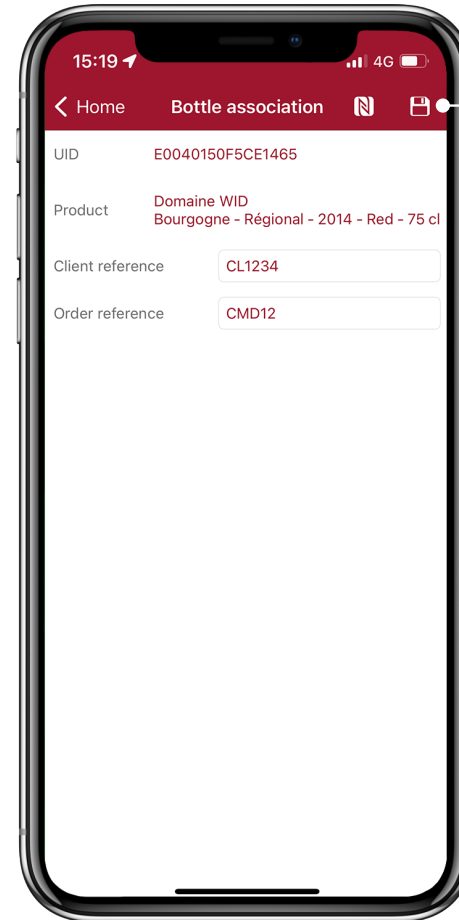 15:19 4G
Home Bottle association
UID E0040150F5CE1465
Product Domaine WID
Bourgogne - Régional - 2014 - Red - 75 cl
Client reference CL1234
Order reference CMD12